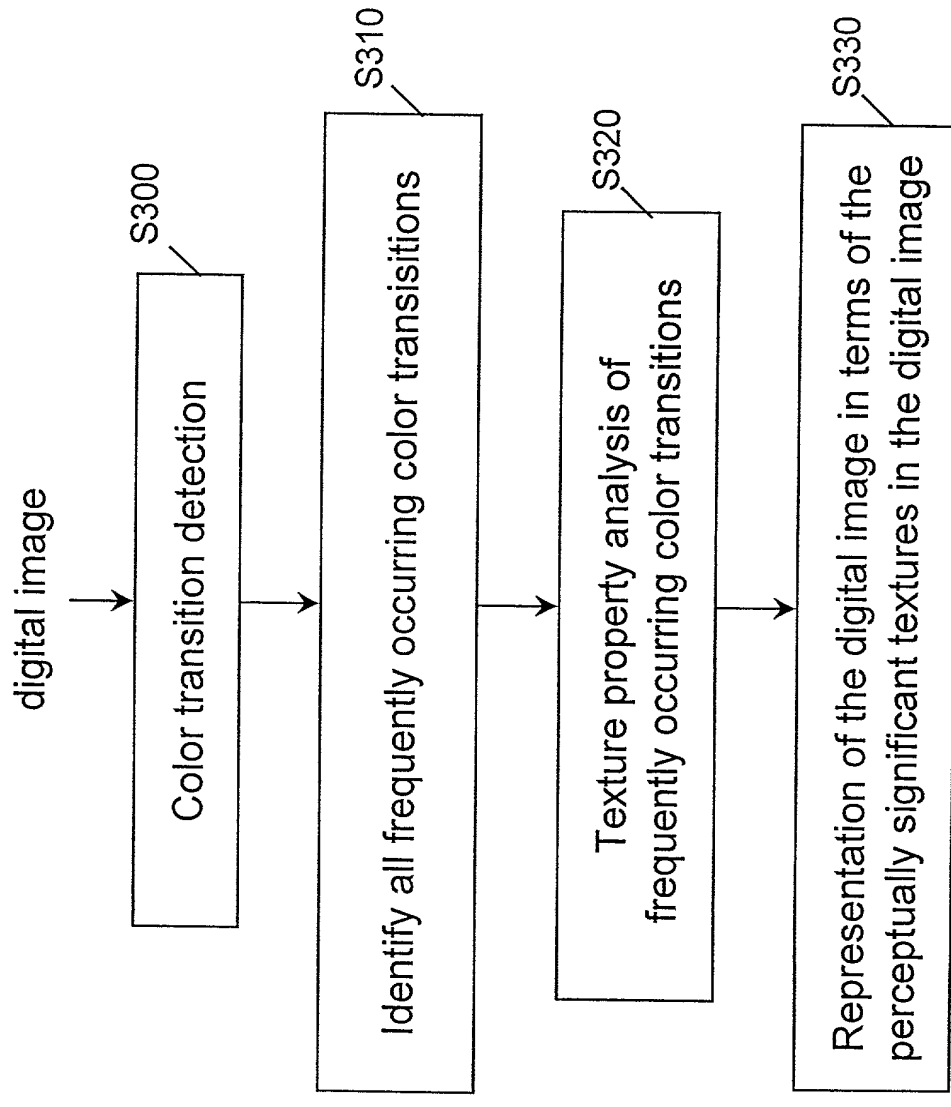 digital image
S300
Color transition detection
S310
Identify all frequently occurring color transisitions
S320
Texture property analysis of
frequently occurring color transitions
S330
Representation of the digital image in terms of the
perceptually significant textures in the digital image